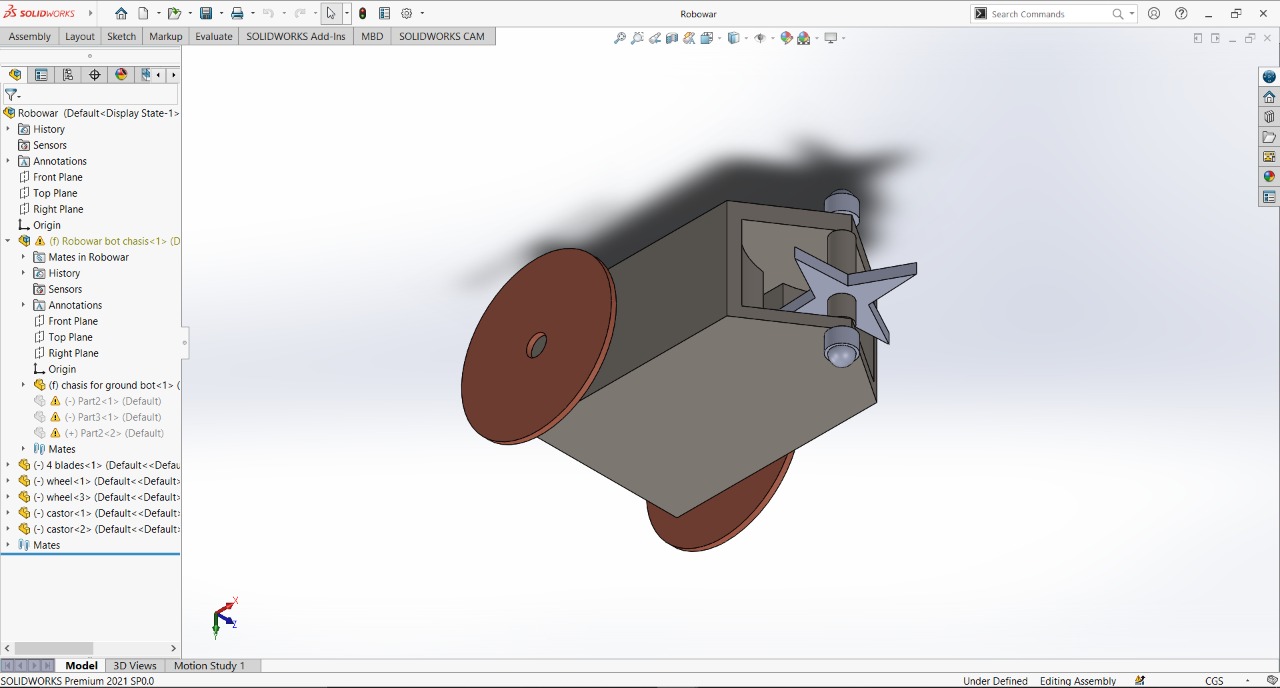 SOLIDWORKS
Robowar
Search Commands
Assembly
Layout
Sketch
Markup
Evaluate
SOLIDWORKS Add-Ins
MBD
SOLIDWORKS CAM
Robowar (Default<Display State-1>
History
Sensors
Annotations
Front Plane
Top Plane
Right Plane
Origin
(f) Robowar bot chasis<1> (D
Mates in Robowar
History
Sensors
Annotations
Front Plane
Top Plane
Right Plane
Origin
(f) chasis for ground bot<1> (
(-) Part2<1> (Default)
(-) Part3<1> (Default)
(+) Part2<2> (Default)
Mates
(-) 4 blades<1> (Default<<Defau
(-) wheel<1> (Default<<Default>
(-) wheel<3> (Default<<Default>
(-) castor<1> (Default<<Default>
(-) castor<2> (Default<<Default>
Mates
X
Z
Y
Model
3D Views
Motion Study 1
SOLIDWORKS Premium 2021 SP0.0
Under Defined
Editing Assembly
CGS